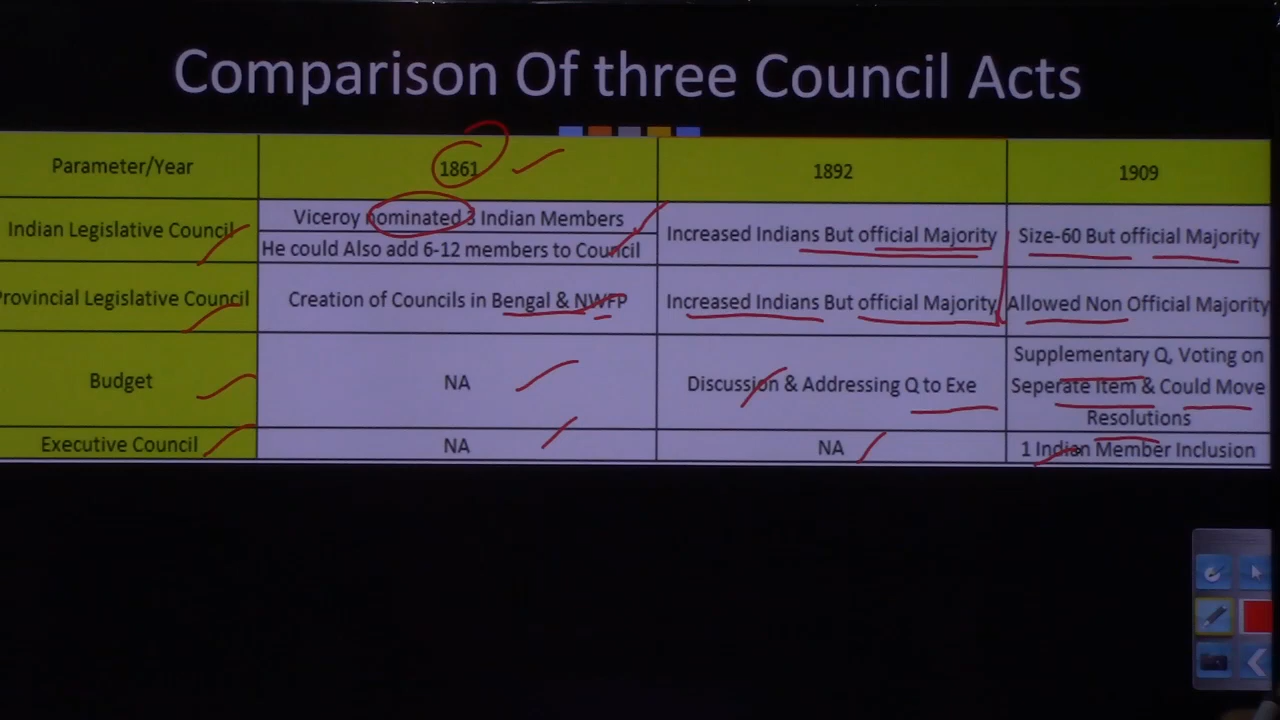 Comparison Of three Council Acts
Parameter/Year
1861
1892
1909
Indian Legislative Council
Viceroy nominated 3 Indian Members
He could Also add 6-12 members to Council
Increased Indians But official Majority
Size-60 But official Majority
Provincial Legislative Council
Creation of Councils in Bengal & NWFP
Increased Indians But official Majority
Allowed Non Official Majority
Budget
NA
Discussion & Addressing Q to Exe
Supplementary Q, Voting on
Seperate Item & Could Move
Resolutions
Executive Council
NA
NA
1 Indian Member Inclusion